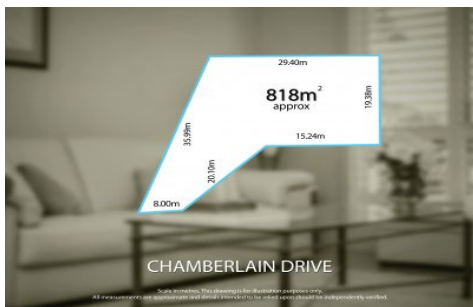 29.40m
818m²
approx
19.38m
35.99m
15.24m
20.10m
8.00m
CHAMBERLAIN DRIVE
Scale in metres. This drawing is for illustration purposes only.
All measurements are approximate and details intended to be relied upon should be independently verified.